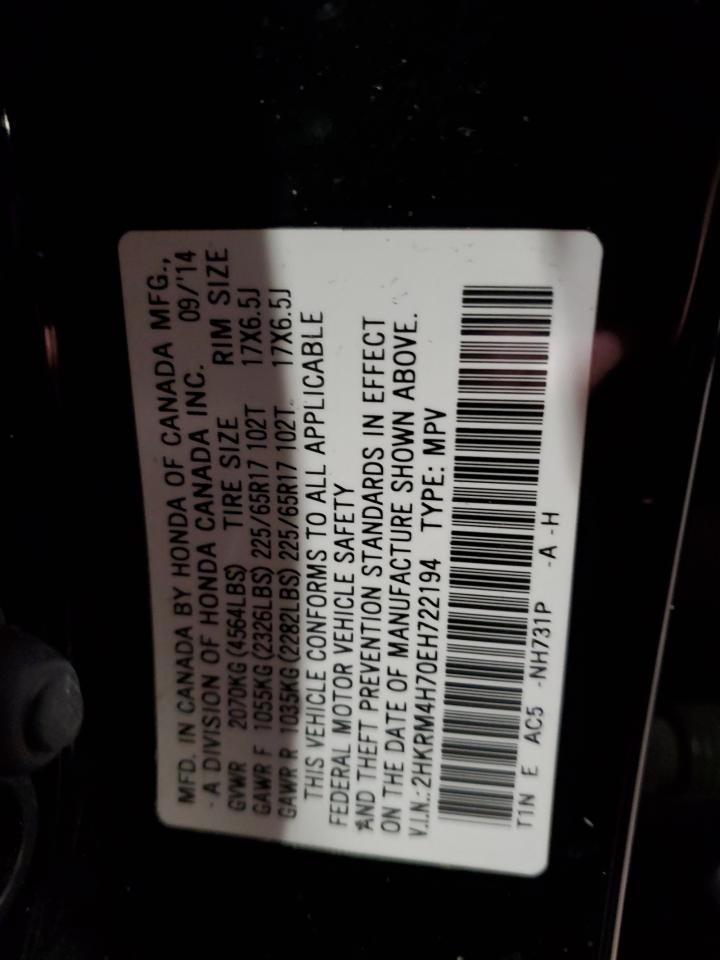 MFD. IN CANADA BY HONDA OF CANADA MFG.,
- A DIVISION OF HONDA CANADA INC. 09/'14
GVWR 2070KG (4564LBS) TIRE SIZE RIM SIZE
GAWR F 1055KG (2326LBS) 225/65R17 102T 17X6.5J
GAWR R 1035KG (2282LBS) 225/65R17 102T 17X6.5J
THIS VEHICLE CONFORMS TO ALL APPLICABLE
FEDERAL MOTOR VEHICLE SAFETY
AND THEFT PREVENTION STANDARDS IN EFFECT
ON THE DATE OF MANUFACTURE SHOWN ABOVE.
V.I.N.: 2HKRM4H70EH722194 TYPE: MPV
T1N E AC5 -NH731P -A -H